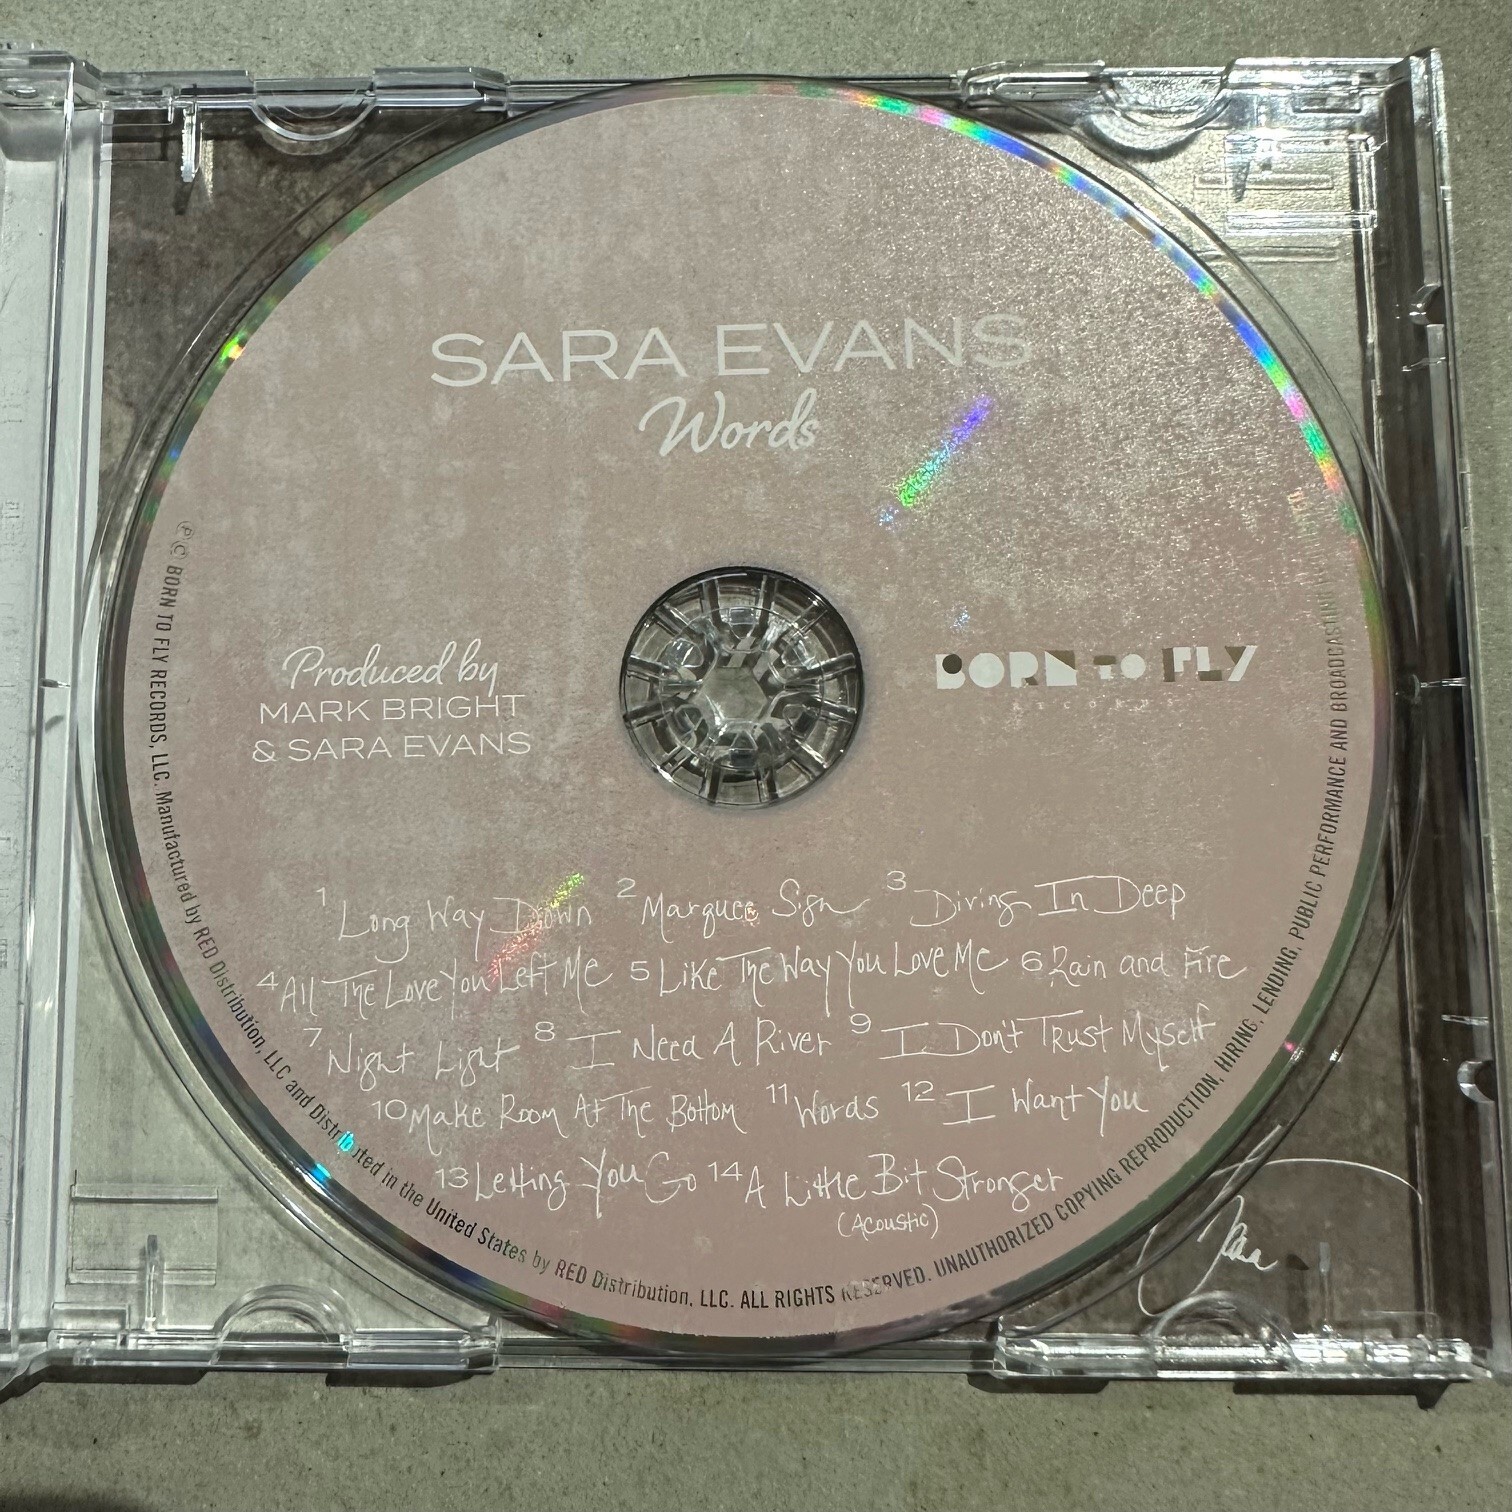 SARA EVANS
Words
Produced by
MARK BRIGHT
& SARA EVANS
BORN TO FLY
RECORDS
1 Long Way Down 2 Marquee Sign 3 Diving In Deep
4 All The Love You Left Me 5 Like The Way You Love Me 6 Rain and Fire
7 Night Light 8 I Need A River 9 I Don't Trust Myself
10 Make Room At The Bottom 11 Words 12 I Want You
13 Letting You Go 14 A Little Bit Stronger
(Acoustic)
℗© BORN TO FLY RECORDS, LLC. Manufactured by RED Distribution, LLC and Distributed in the United States by RED Distribution, LLC. ALL RIGHTS RESERVED. UNAUTHORIZED COPYING REPRODUCTION, HIRING, LENDING, PUBLIC PERFORMANCE AND BROADCASTING